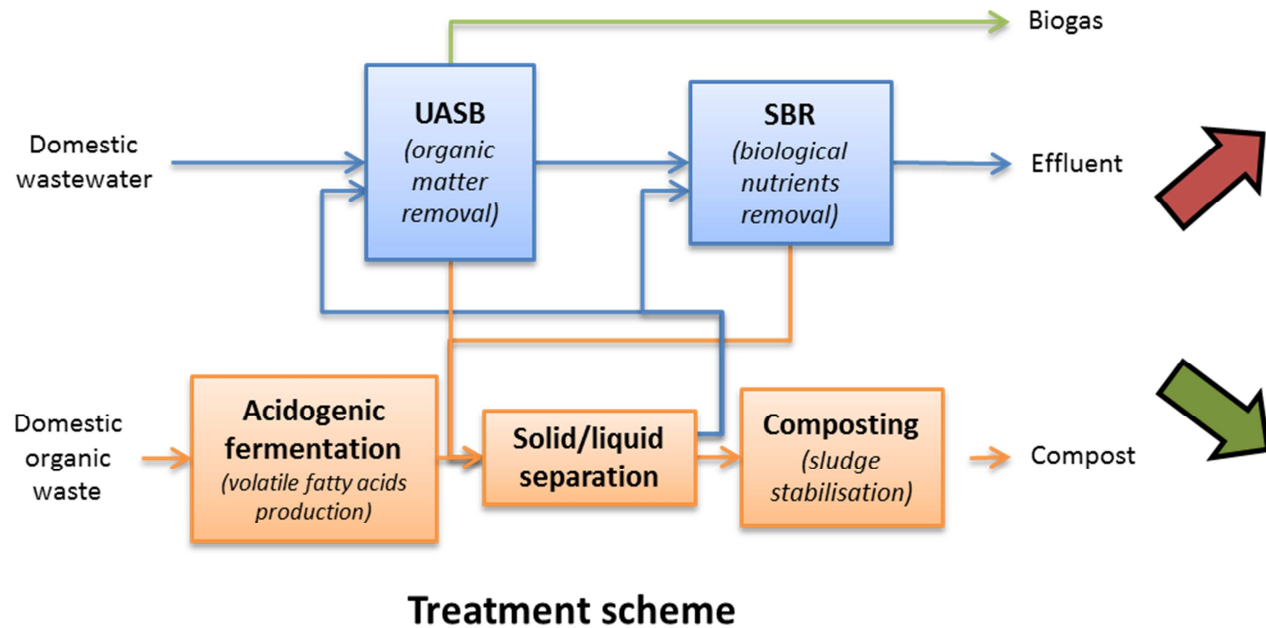 Biogas
UASB
(organic
matter
removal)
SBR
(biological
nutrients
removal)
Domestic
wastewater
Effluent
Domestic
organic
waste
Acidogenic
fermentation
(volatile fatty acids
production)
Solid/liquid
separation
Composting
(sludge
stabilisation)
Compost
Treatment scheme